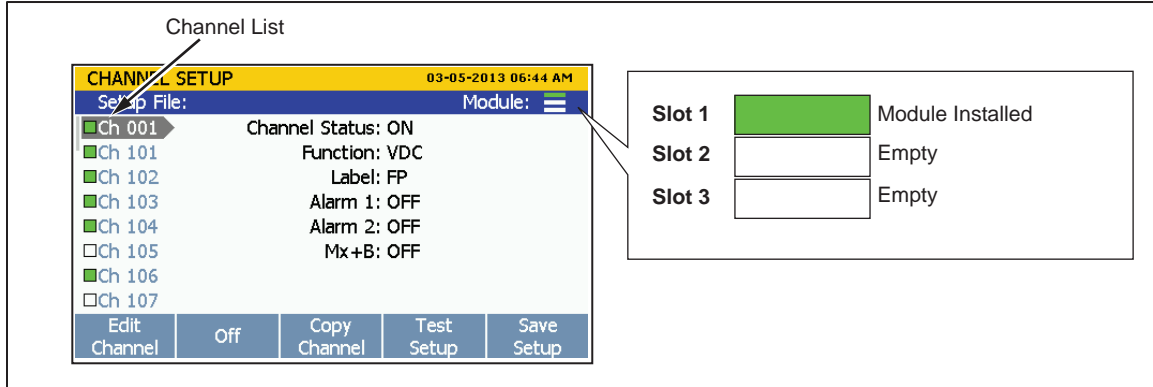 Channel List
CHANNEL SETUP 03-05-2013 06:44 AM
Setup File: Module:
Ch 001 Channel Status: ON
Ch 101 Function: VDC
Ch 102 Label: FP
Ch 103 Alarm 1: OFF
Ch 104 Alarm 2: OFF
Ch 105 Mx+B: OFF
Ch 106
Ch 107
Edit Channel Off Copy Channel Test Setup Save Setup
Slot 1 Module Installed
Slot 2 Empty
Slot 3 Empty